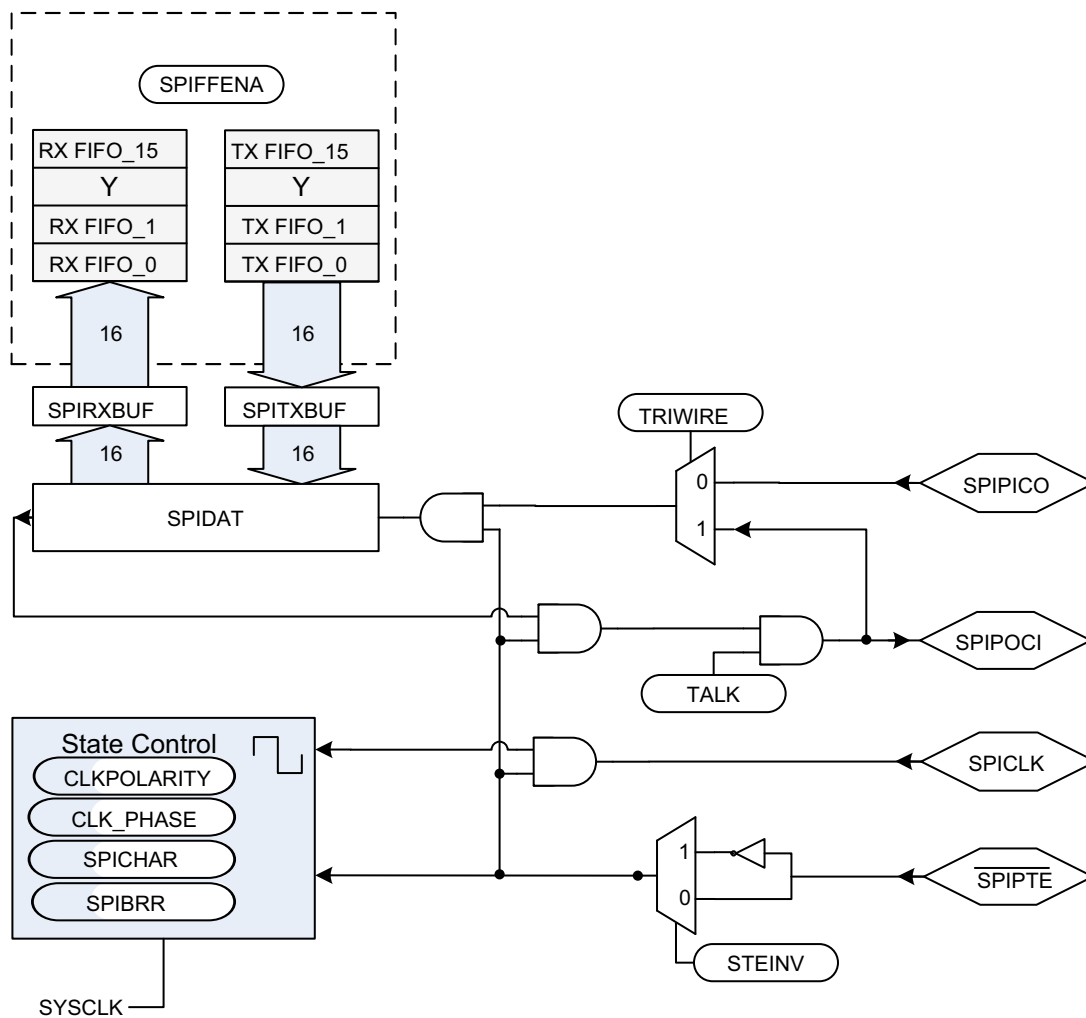 SPIFFENA
RX FIFO_15
TX FIFO_15
Y
Y
RX FIFO_1
TX FIFO_1
RX FIFO_0
TX FIFO_0
16
16
SPIRXBUF
SPITXBUF
16
16
SPIDAT
TRIWIRE
0
1
SPIPICO
SPIPOCI
TALK
State Control
CLKPOLARITY
CLK_PHASE
SPICHAR
SPIBRR
SPICLK
1
0
SPIPTE
STEINV
SYSCLK